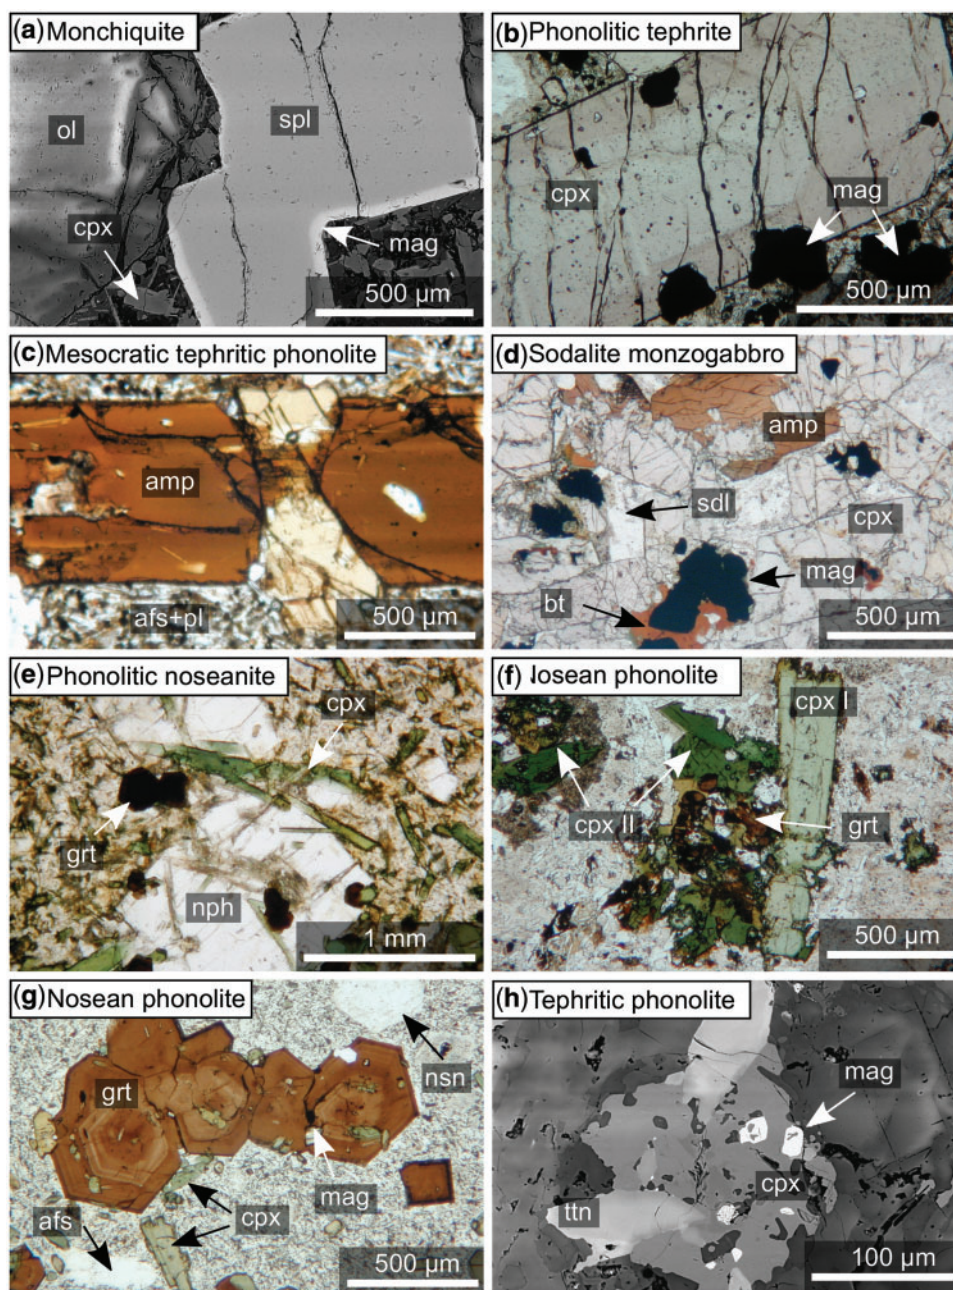 (a) Monchiquite
ol
spl
cpx
mag
500 µm
(b) Phonolitic tephrite
cpx
mag
500 µm
(c) Mesocratic tephritic phonolite
amp
afs+pl
500 µm
(d) Sodalite monzogabbro
amp
sdl
cpx
mag
bt
500 µm
(e) Phonolitic noseanite
cpx
grt
nph
1 mm
(f) Josean phonolite
cpx I
cpx II
grt
500 µm
(g) Nosean phonolite
grt
nsn
mag
cpx
afs
500 µm
(h) Tephritic phonolite
mag
cpx
ttn
100 µm